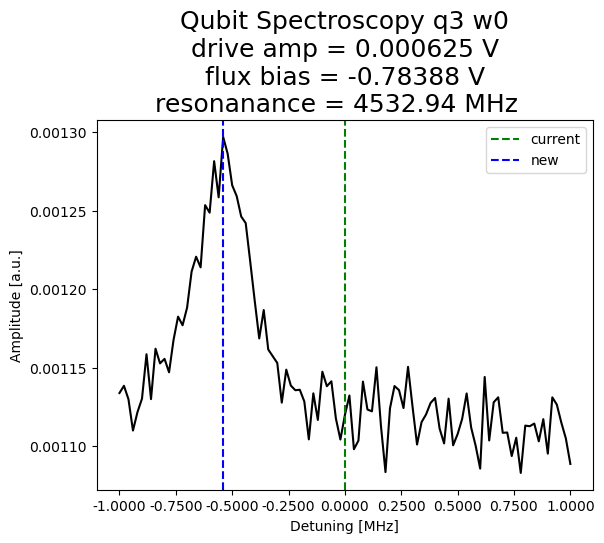 Qubit Spectroscopy q3 w0
drive amp = 0.000625 V
flux bias = -0.78388 V
resonanance = 4532.94 MHz
current
new
0.00130
0.00125
0.00120
0.00115
0.00110
Amplitude [a.u.]
-1.0000 -0.7500 -0.5000 -0.2500 0.0000 0.2500 0.5000 0.7500 1.0000
Detuning [MHz]